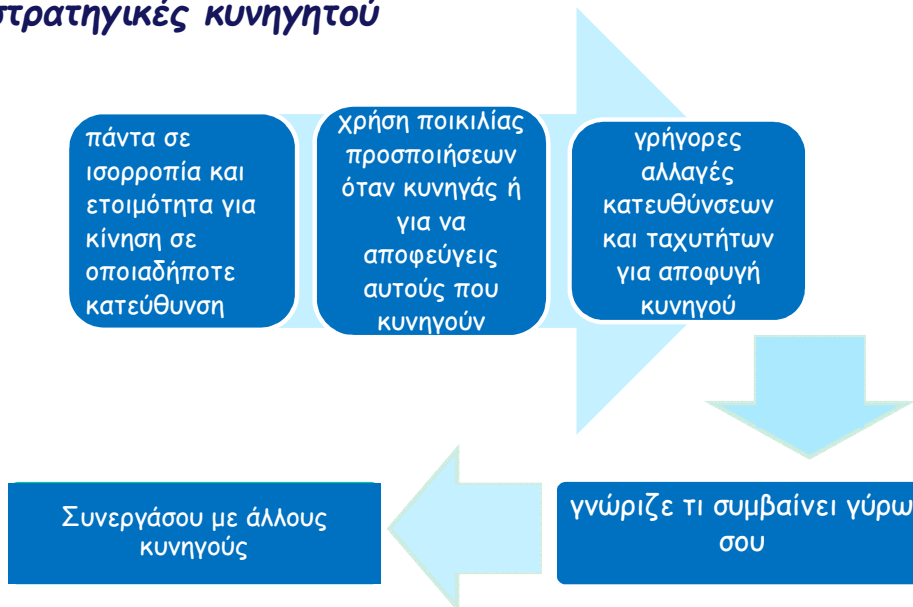 στρατηγικές κυνηγητού
πάντα σε
ισορροπία και
ετοιμότητα για
κίνηση σε
οποιαδήποτε
κατεύθυνση
χρήση ποικιλίας
προσποιήσεων
όταν κυνηγάς ή
για να
αποφεύγεις
αυτούς που
κυνηγούν
γρήγορες
αλλαγές
κατευθύνσεων
και ταχυτήτων
για αποφυγή
κυνηγού
γνώριζε τι συμβαίνει γύρω
σου
Συνεργάσου με άλλους
κυνηγούς